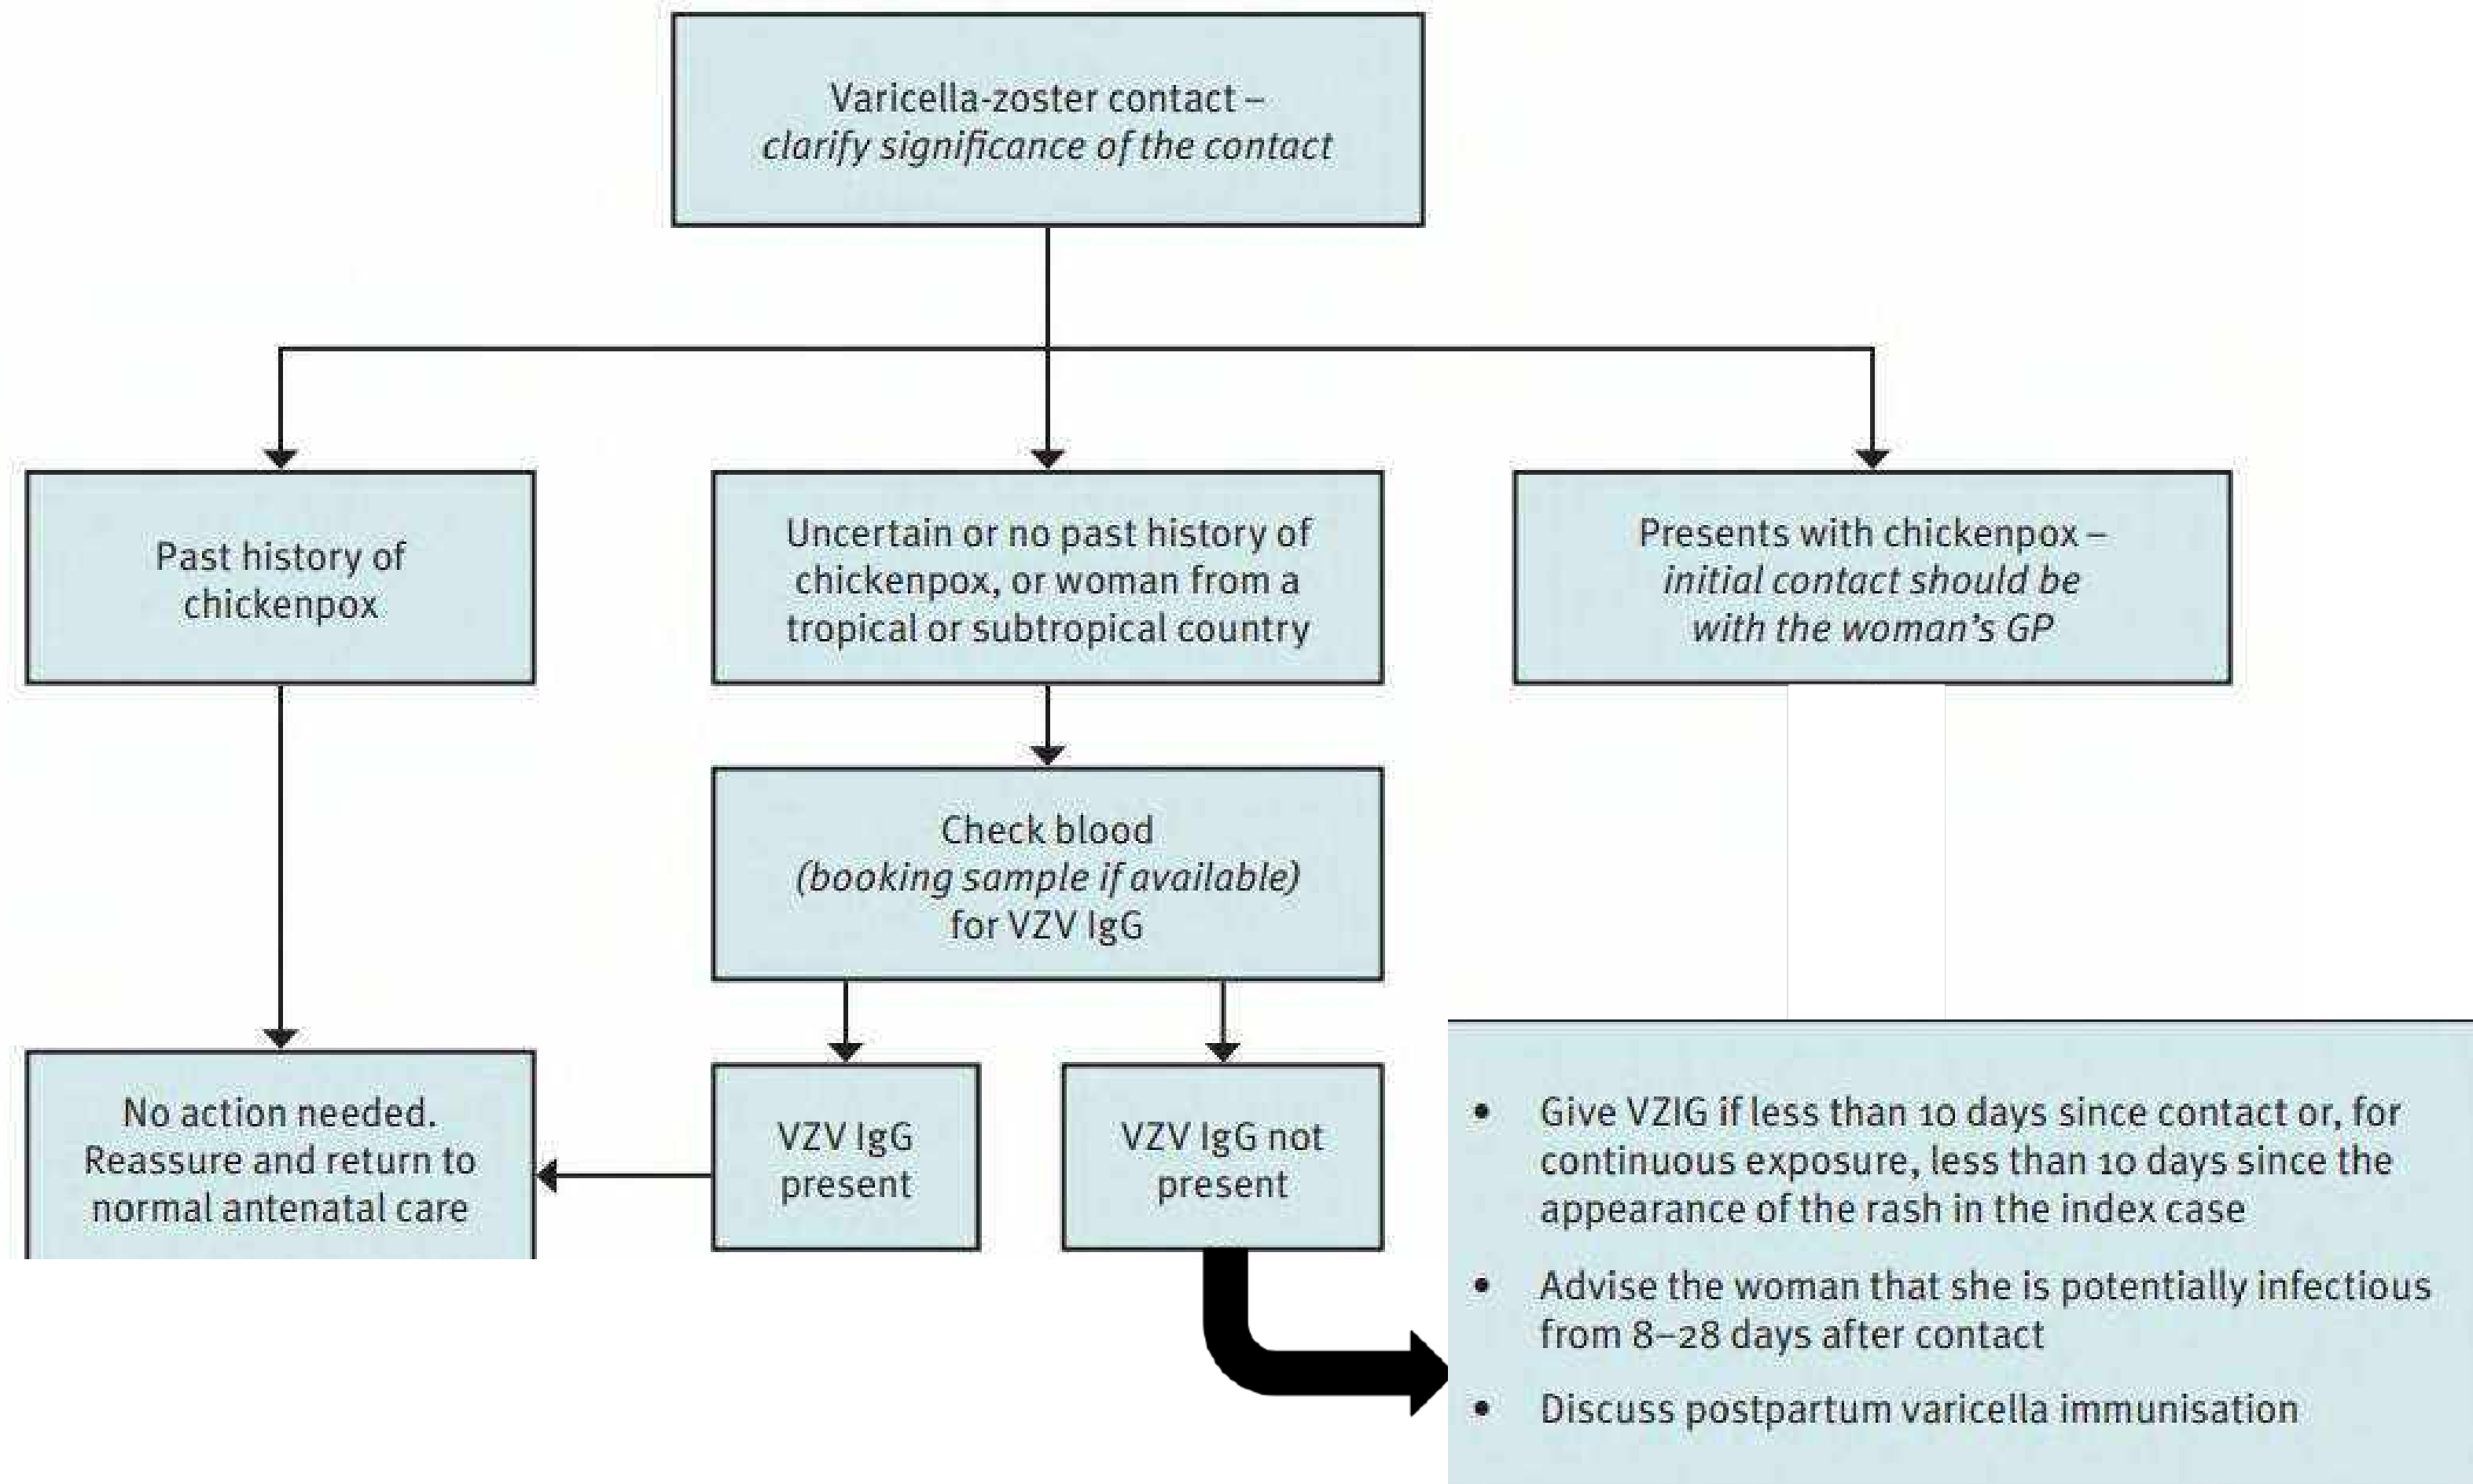 Varicella-zoster contact –
clarify significance of the contact
Past history of
chickenpox
Uncertain or no past history of
chickenpox, or woman from a
tropical or subtropical country
Presents with chickenpox –
initial contact should be
with the woman's GP
Check blood
(booking sample if available)
for VZV IgG
No action needed.
Reassure and return to
normal antenatal care
VZV IgG
present
VZV IgG not
present
• Give VZIG if less than 10 days since contact or, for
continuous exposure, less than 10 days since the
appearance of the rash in the index case
• Advise the woman that she is potentially infectious
from 8–28 days after contact
• Discuss postpartum varicella immunisation